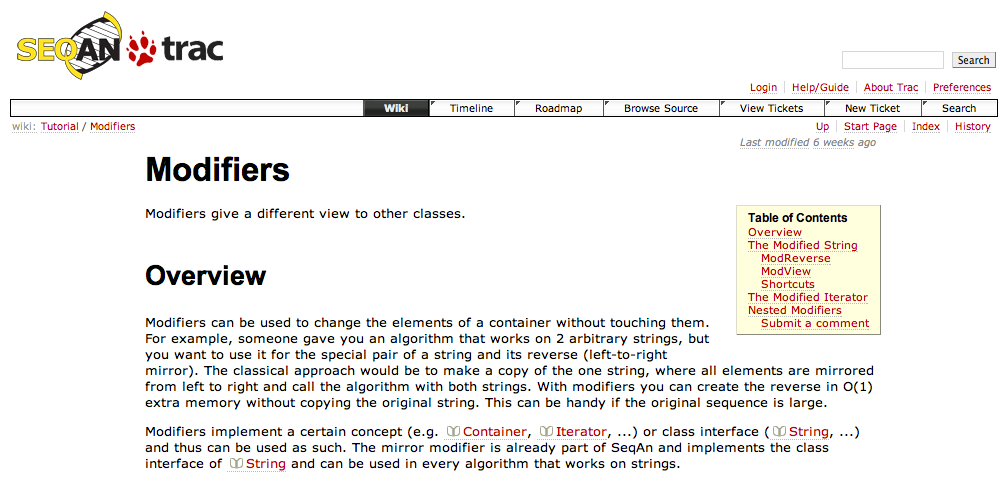 SEQAN trac
Search
Login Help/Guide About Trac Preferences
Wiki Timeline Roadmap Browse Source View Tickets New Ticket Search
wiki: Tutorial / Modifiers
Up Start Page Index History
Last modified 6 weeks ago
Modifiers
Modifiers give a different view to other classes.
Table of Contents
Overview
The Modified String
ModReverse
ModView
Shortcuts
The Modified Iterator
Nested Modifiers
Submit a comment
Overview
Modifiers can be used to change the elements of a container without touching them.
For example, someone gave you an algorithm that works on 2 arbitrary strings, but
you want to use it for the special pair of a string and its reverse (left-to-right
mirror). The classical approach would be to make a copy of the one string, where all elements are mirrored
from left to right and call the algorithm with both strings. With modifiers you can create the reverse in O(1)
extra memory without copying the original string. This can be handy if the original sequence is large.
Modifiers implement a certain concept (e.g. Container, Iterator, ...) or class interface (String, ...)
and thus can be used as such. The mirror modifier is already part of SeqAn and implements the class
interface of String and can be used in every algorithm that works on strings.